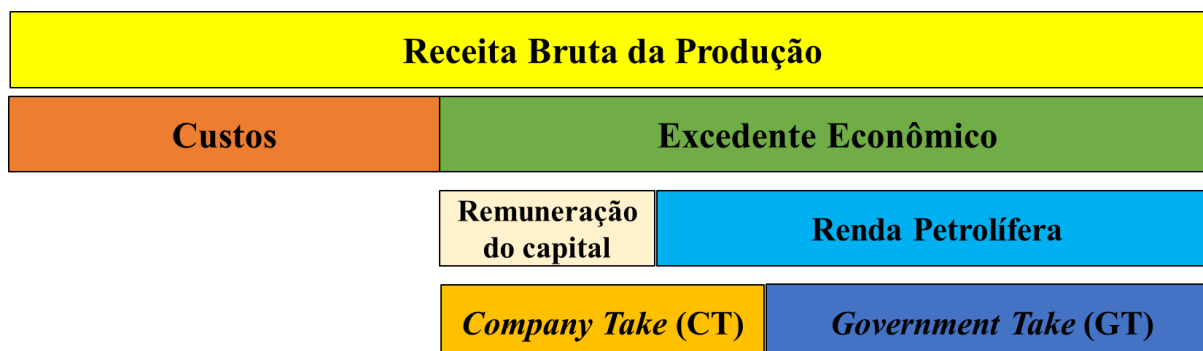 Receita Bruta da Produção
Custos
Excedente Econômico
Remuneração
do capital
Renda Petrolífera
Company Take (CT)
Government Take (GT)